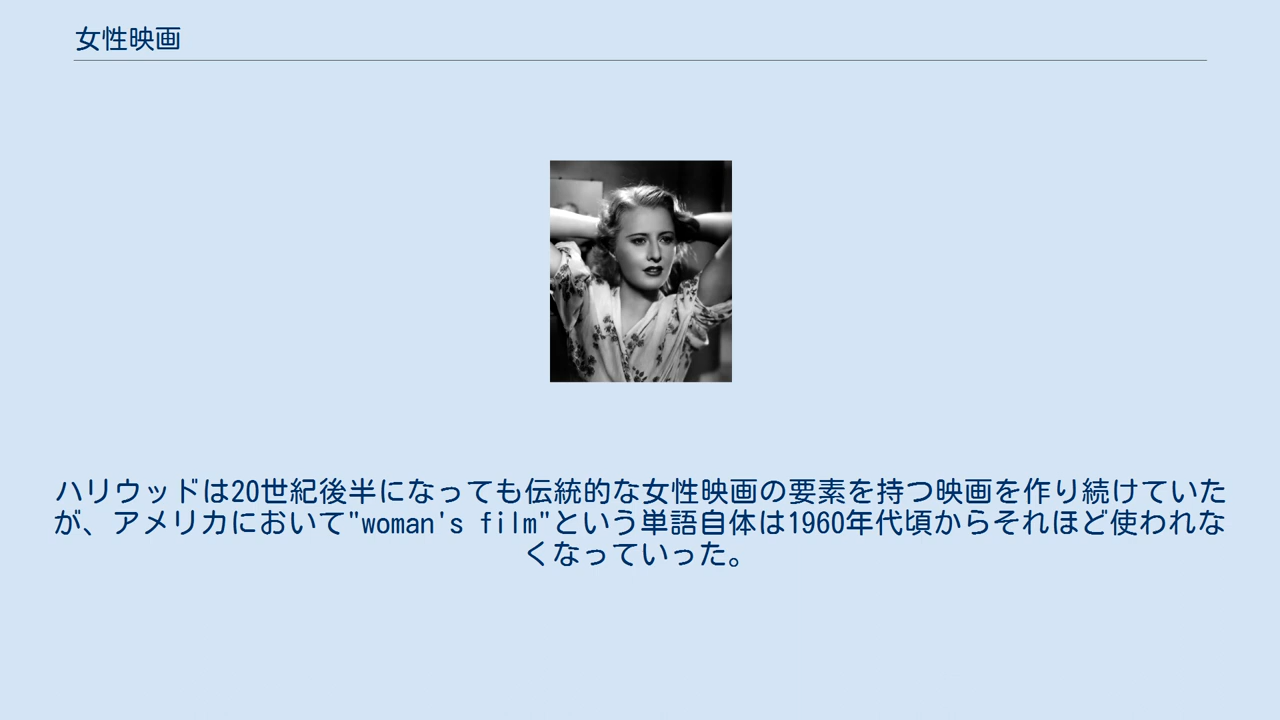 女性映画
ハリウッドは20世紀後半になっても伝統的な女性映画の要素を持つ映画を作り続けていた
が、アメリカにおいて"woman's film"という単語自体は1960年代頃からそれほど使われな
くなっていった。